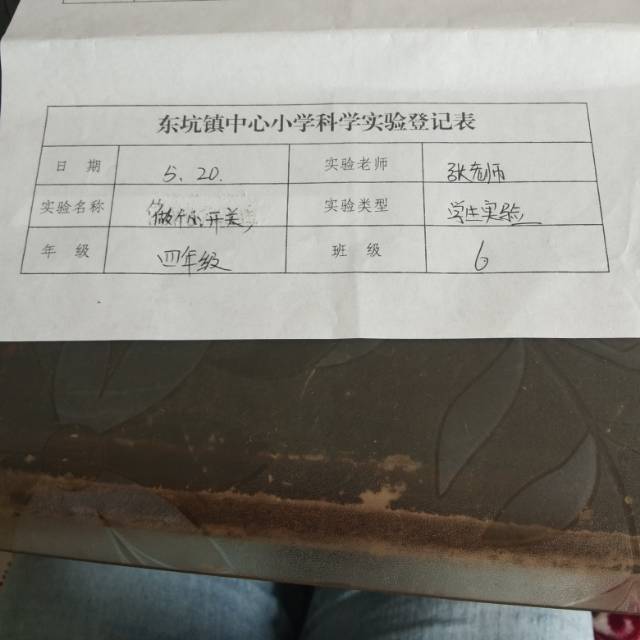 东坑镇中心小学科学实验登记表
日 期 5.20. 实验老师 张老师
实验名称 做个小开关 实验类型 学生实验
年 级 四年级 班 级 6